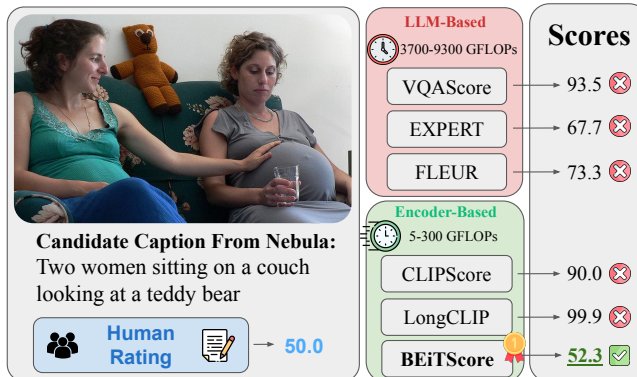 LLM-Based
3700-9300 GFLOPs
VQAScore
EXPERT
FLEUR
Encoder-Based
5-300 GFLOPs
CLIPScore
LongCLIP
BEiTScore
1
Scores
93.5
67.7
73.3
90.0
99.9
52.3
Candidate Caption From Nebula:
Two women sitting on a couch
looking at a teddy bear
Human
Rating
50.0